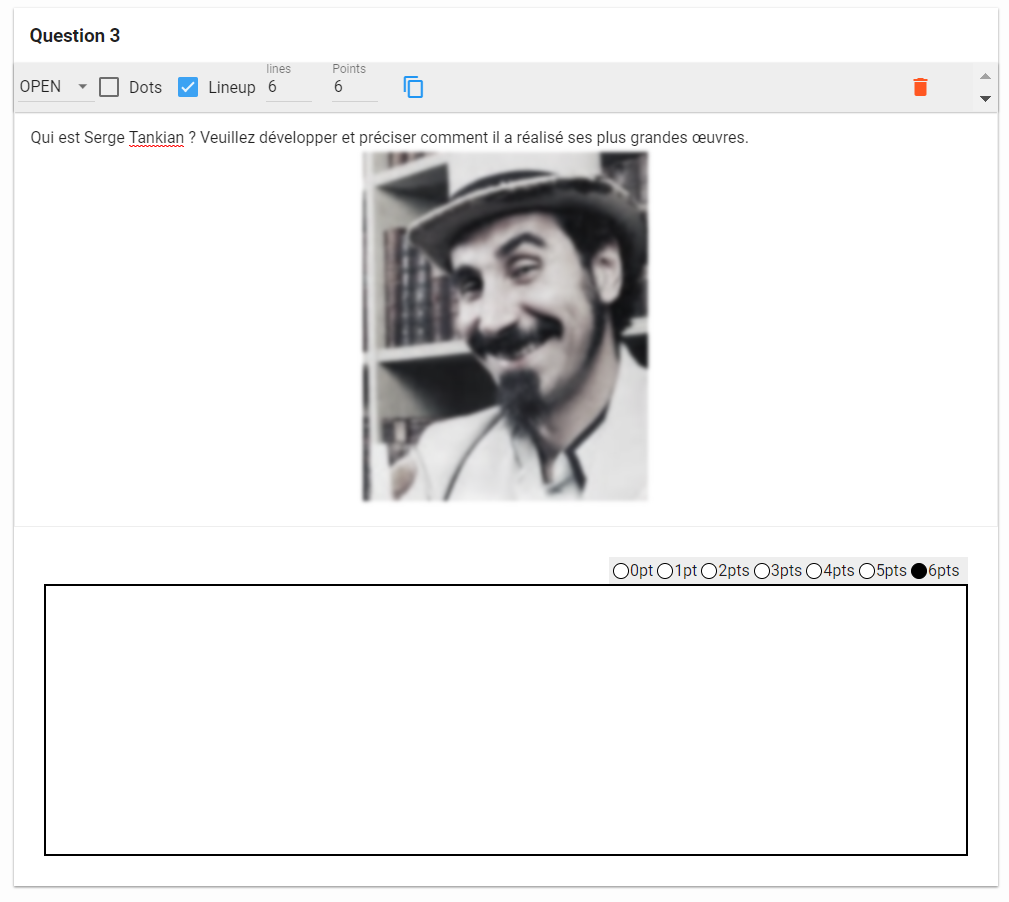 Question 3
lines Points
OPEN Dots Lineup 6 6
Qui est Serge Tankian ? Veuillez développer et préciser comment il a réalisé ses plus grandes œuvres.
0pt 1pt 2pts 3pts 4pts 5pts 6pts